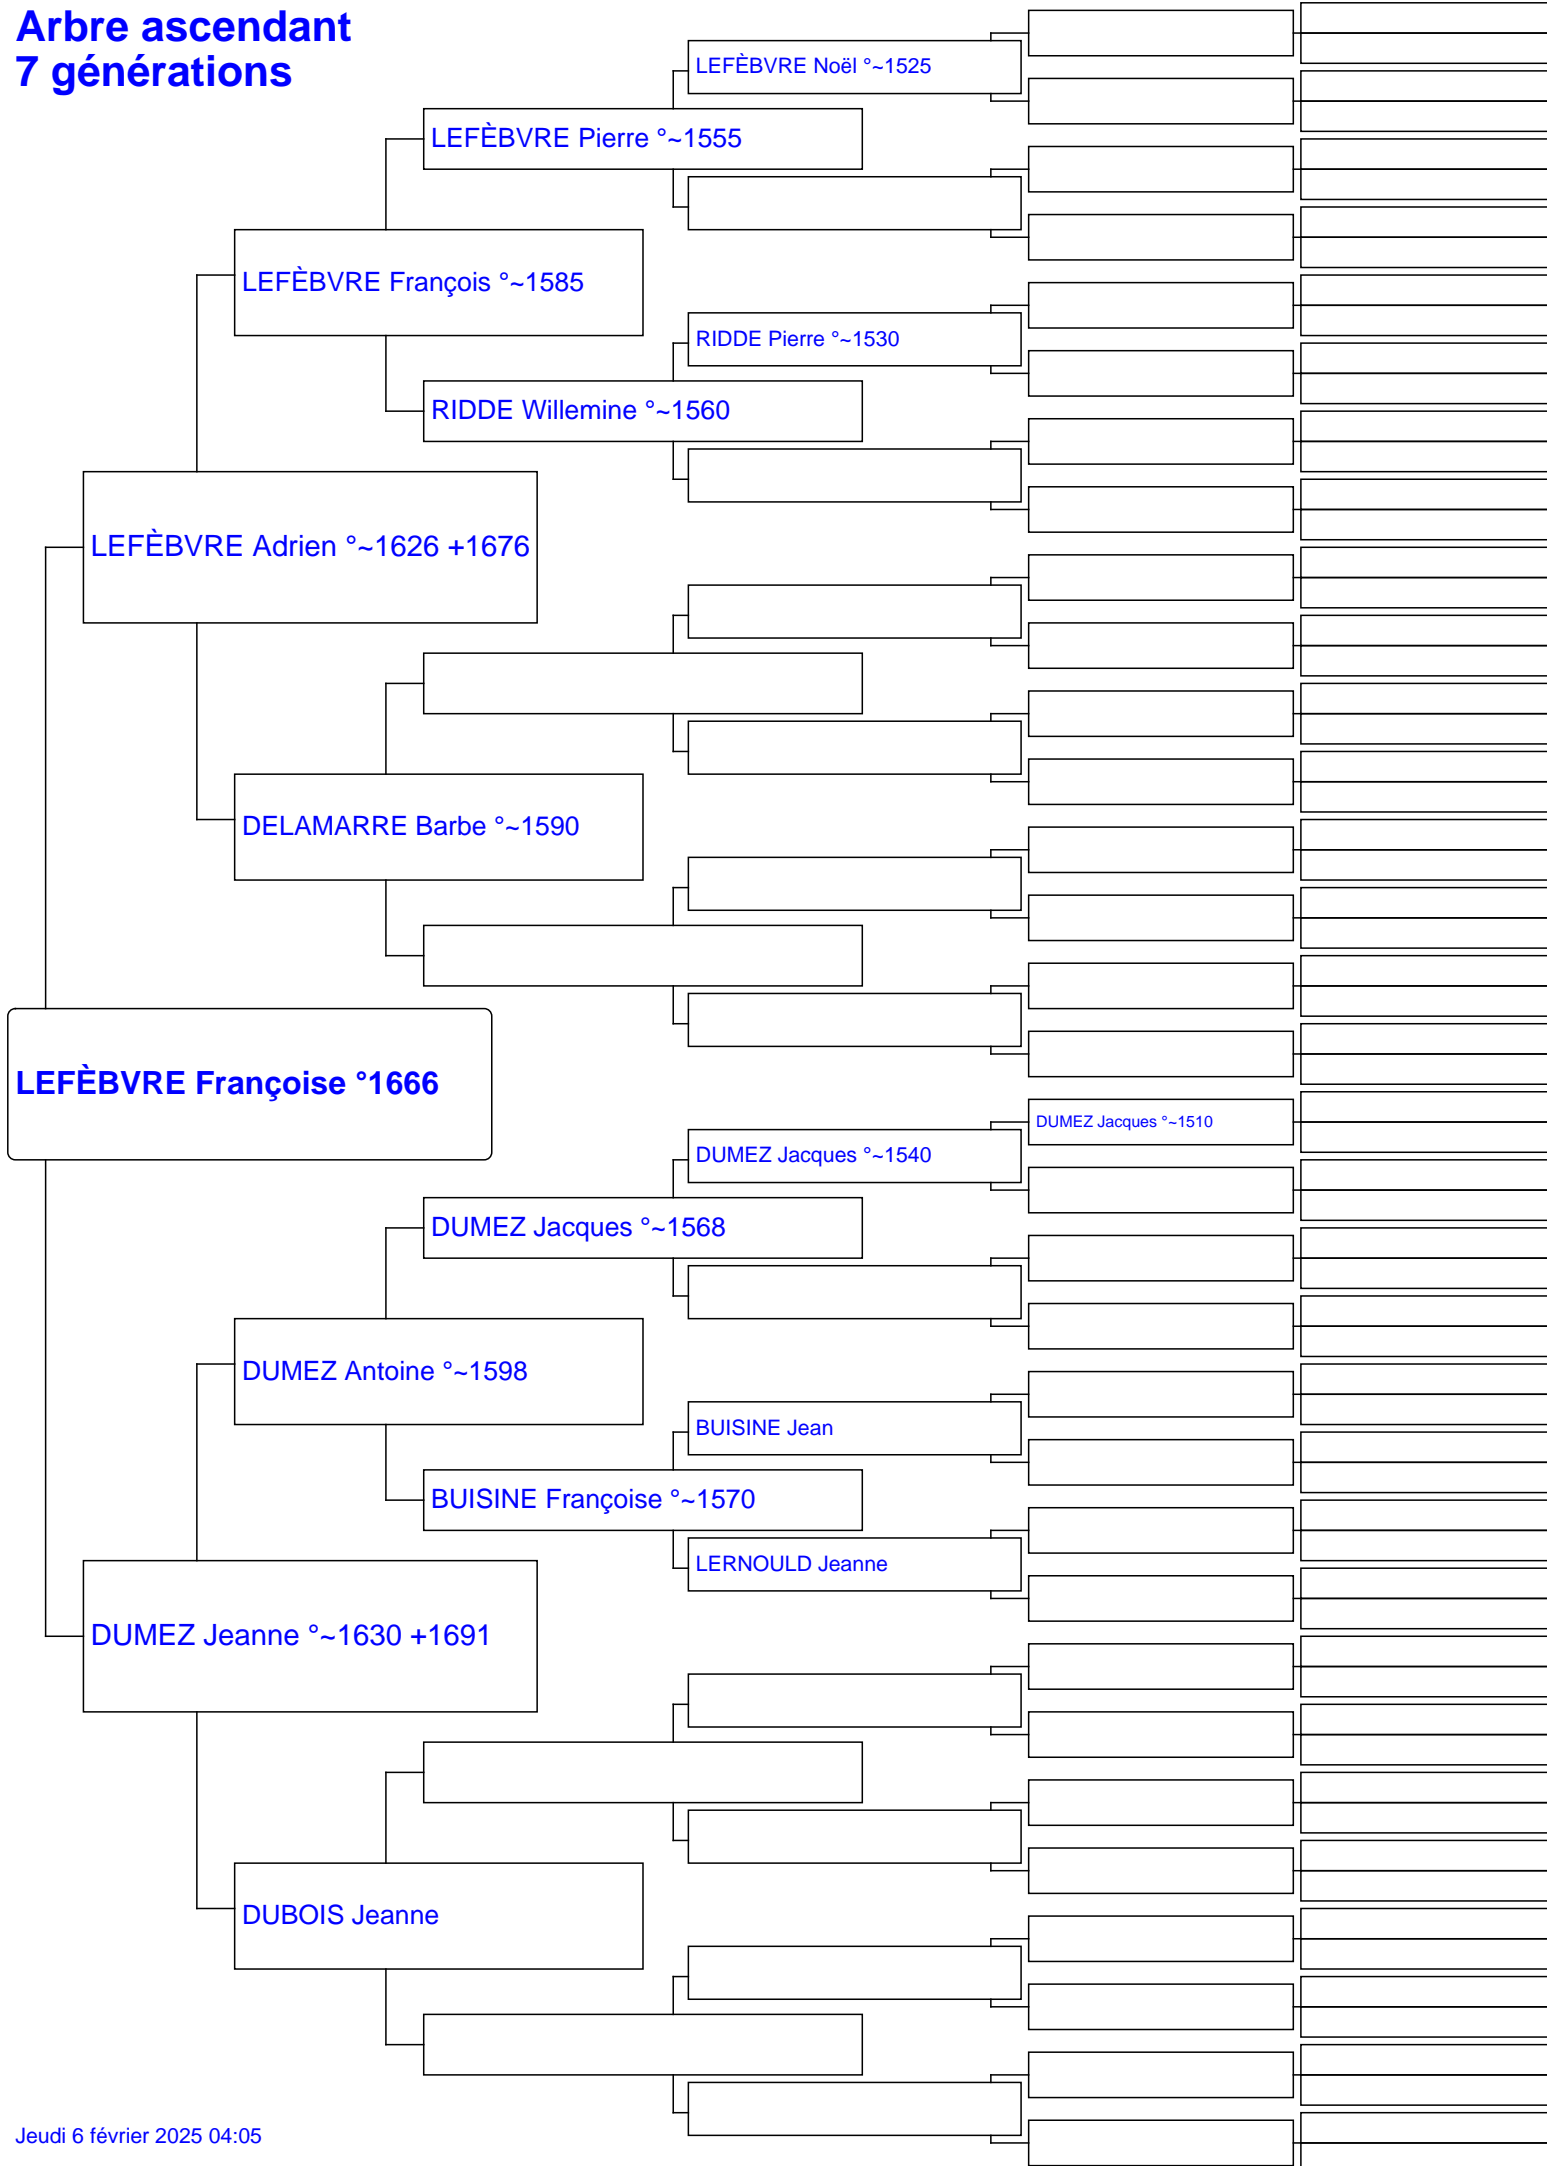 Arbre ascendant
7 générations
LEFÈBVRE Noël °~1525
LEFÈBVRE Pierre °~1555
LEFÈBVRE François °~1585
RIDDE Pierre °~1530
RIDDE Willemine °~1560
LEFÈBVRE Adrien °~1626 +1676
DELAMARRE Barbe °~1590
LEFÈBVRE Françoise °1666
DUMEZ Jacques °~1510
DUMEZ Jacques °~1540
DUMEZ Jacques °~1568
DUMEZ Antoine °~1598
BUISINE Jean
BUISINE Françoise °~1570
LERNOULD Jeanne
DUMEZ Jeanne °~1630 +1691
DUBOIS Jeanne
Jeudi 6 février 2025 04:05